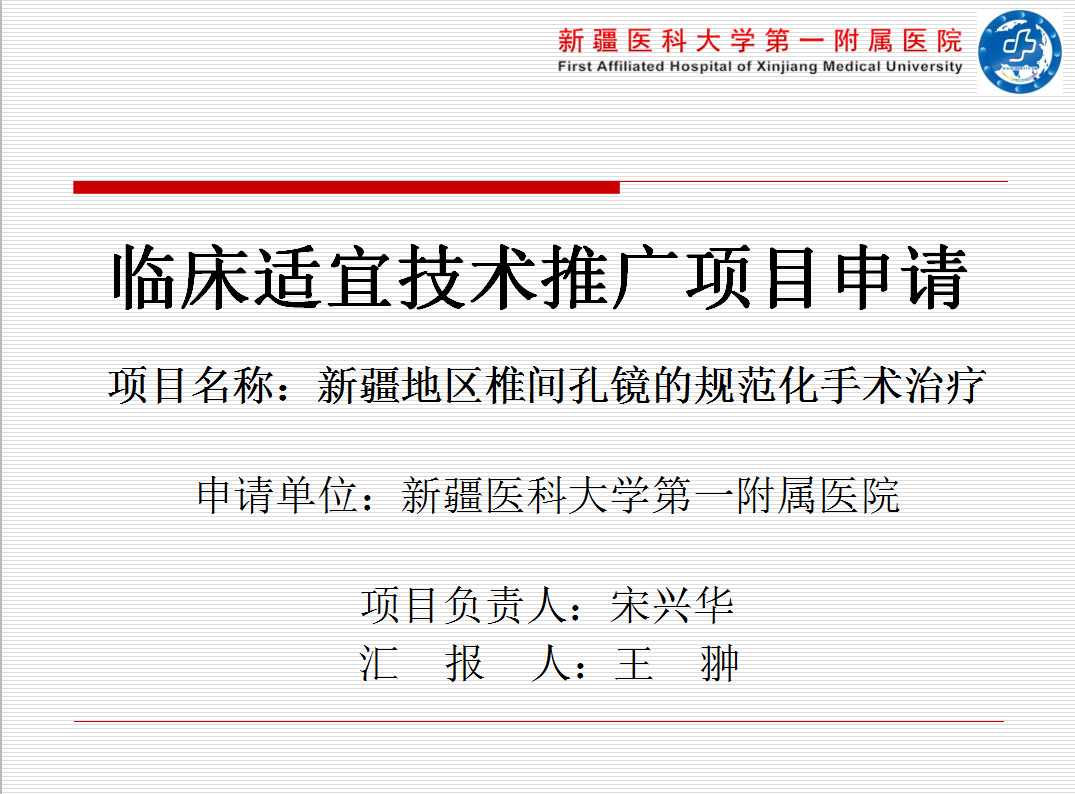 新疆医科大学第一附属医院
First Affiliated Hospital of Xinjiang Medical University
临床适宜技术推广项目申请
项目名称：新疆地区椎间孔镜的规范化手术治疗
申请单位：新疆医科大学第一附属医院
项目负责人：宋兴华
汇 报 人：王 翀